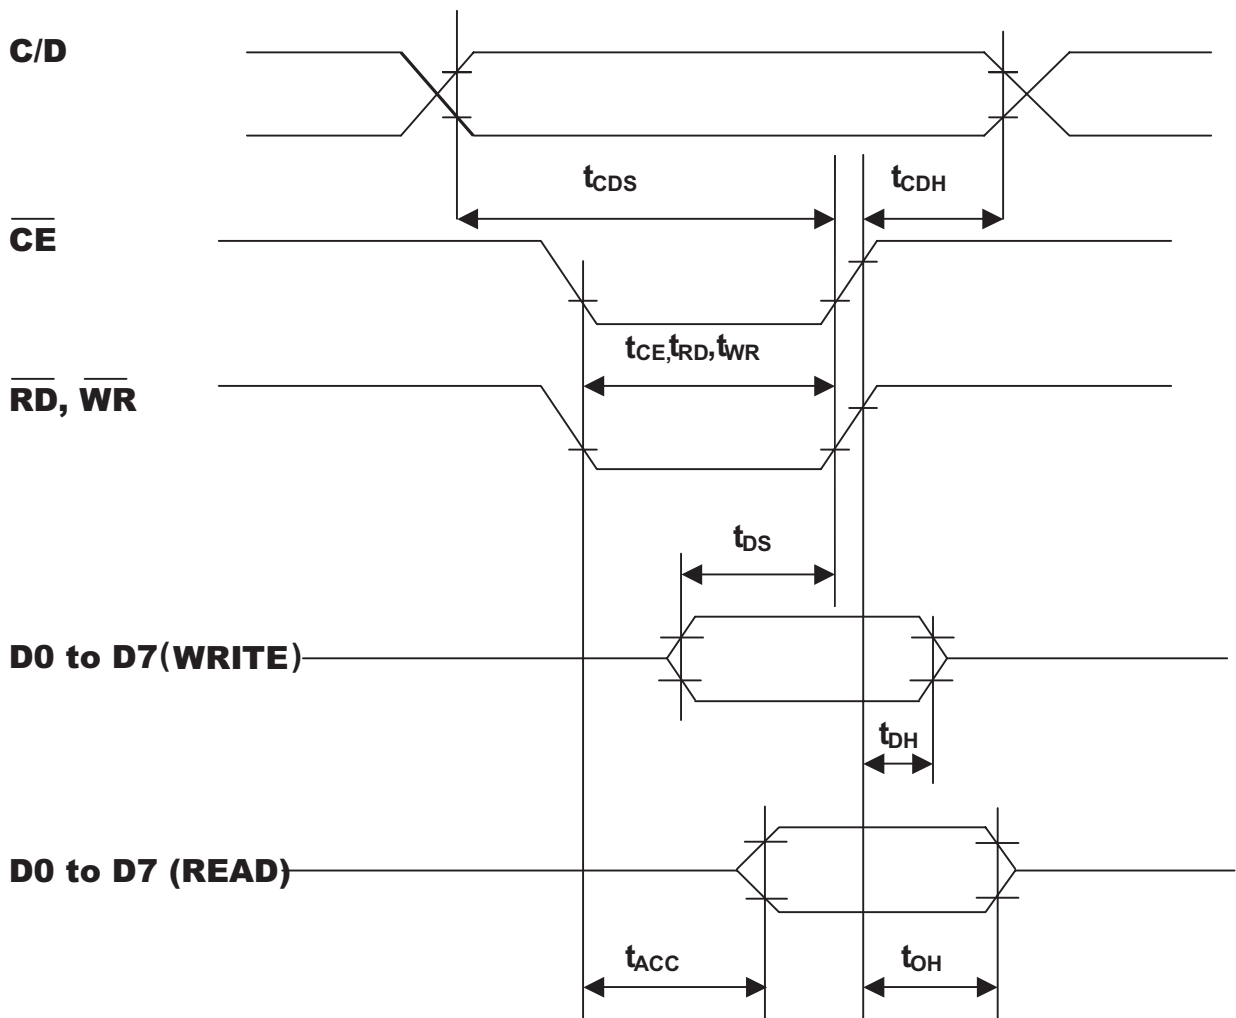 C/D
tCDS
tCDH
CE
tCE,tRD,tWR
RD, WR
tDS
D0 to D7(WRITE)
tDH
D0 to D7 (READ)
tACC
tOH